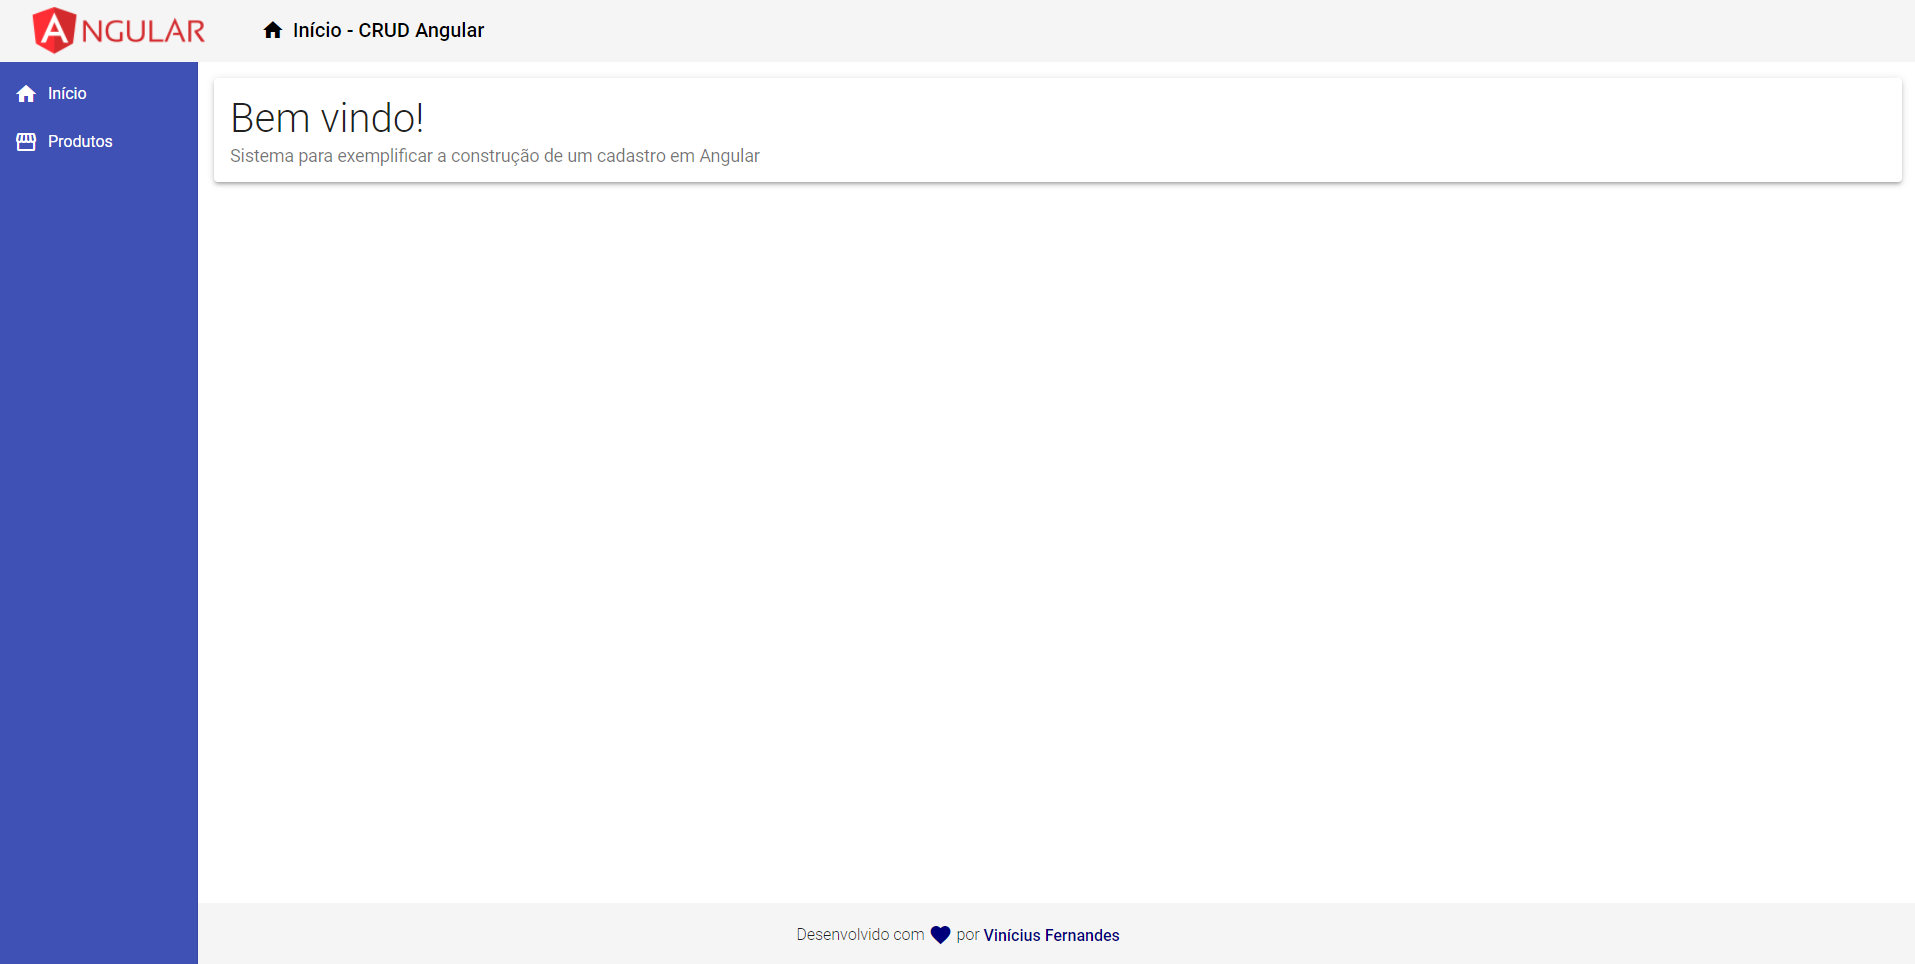 ANGULAR
Início - CRUD Angular
Início
Produtos
Bem vindo!
Sistema para exemplificar a construção de um cadastro em Angular
Desenvolvido com por Vinícius Fernandes